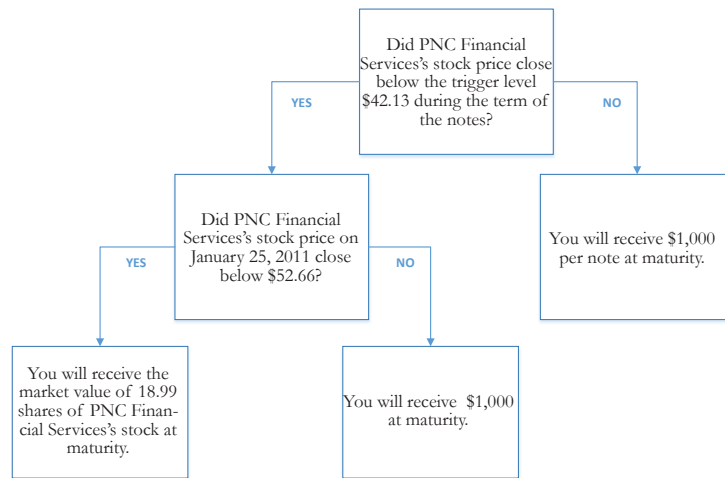 Did PNC Financial
Services's stock price close
below the trigger level
$42.13 during the term of
the notes?
YES
NO
Did PNC Financial
Services's stock price on
January 25, 2011 close
below $52.66?
You will receive $1,000
per note at maturity.
YES
NO
You will receive the
market value of 18.99
shares of PNC Finan-
cial Services's stock at
maturity.
You will receive $1,000
at maturity.